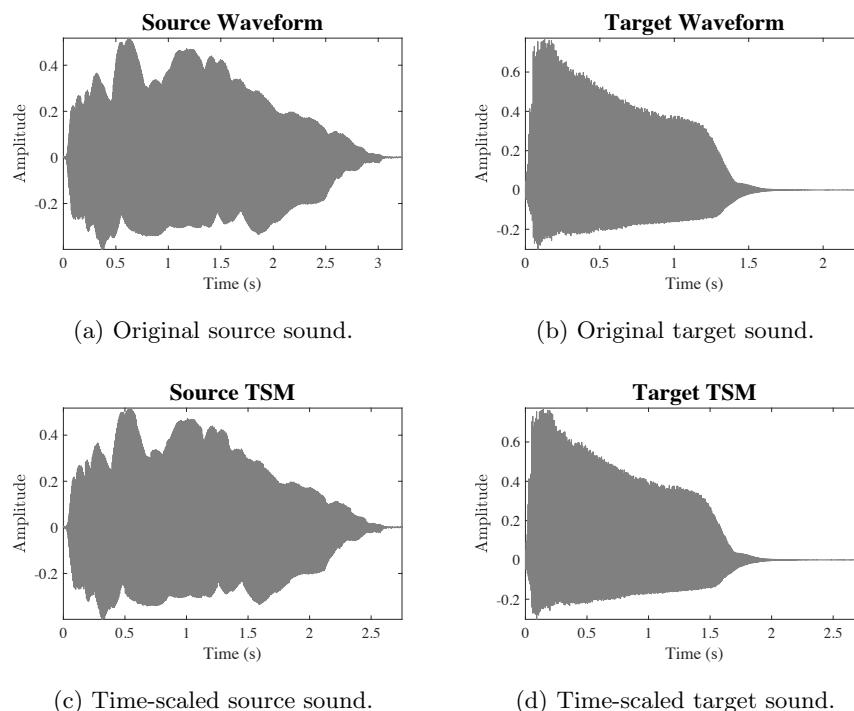 Source Waveform
0.4
0.2
0
-0.2
Amplitude
0 0.5 1 1.5 2 2.5 3
Time (s)
(a) Original source sound.
Target Waveform
0.6
0.4
0.2
0
-0.2
Amplitude
0 0.5 1 1.5 2
Time (s)
(b) Original target sound.
Source TSM
0.4
0.2
0
-0.2
Amplitude
0 0.5 1 1.5 2 2.5
Time (s)
(c) Time-scaled source sound.
Target TSM
0.6
0.4
0.2
0
-0.2
Amplitude
0 0.5 1 1.5 2 2.5
Time (s)
(d) Time-scaled target sound.